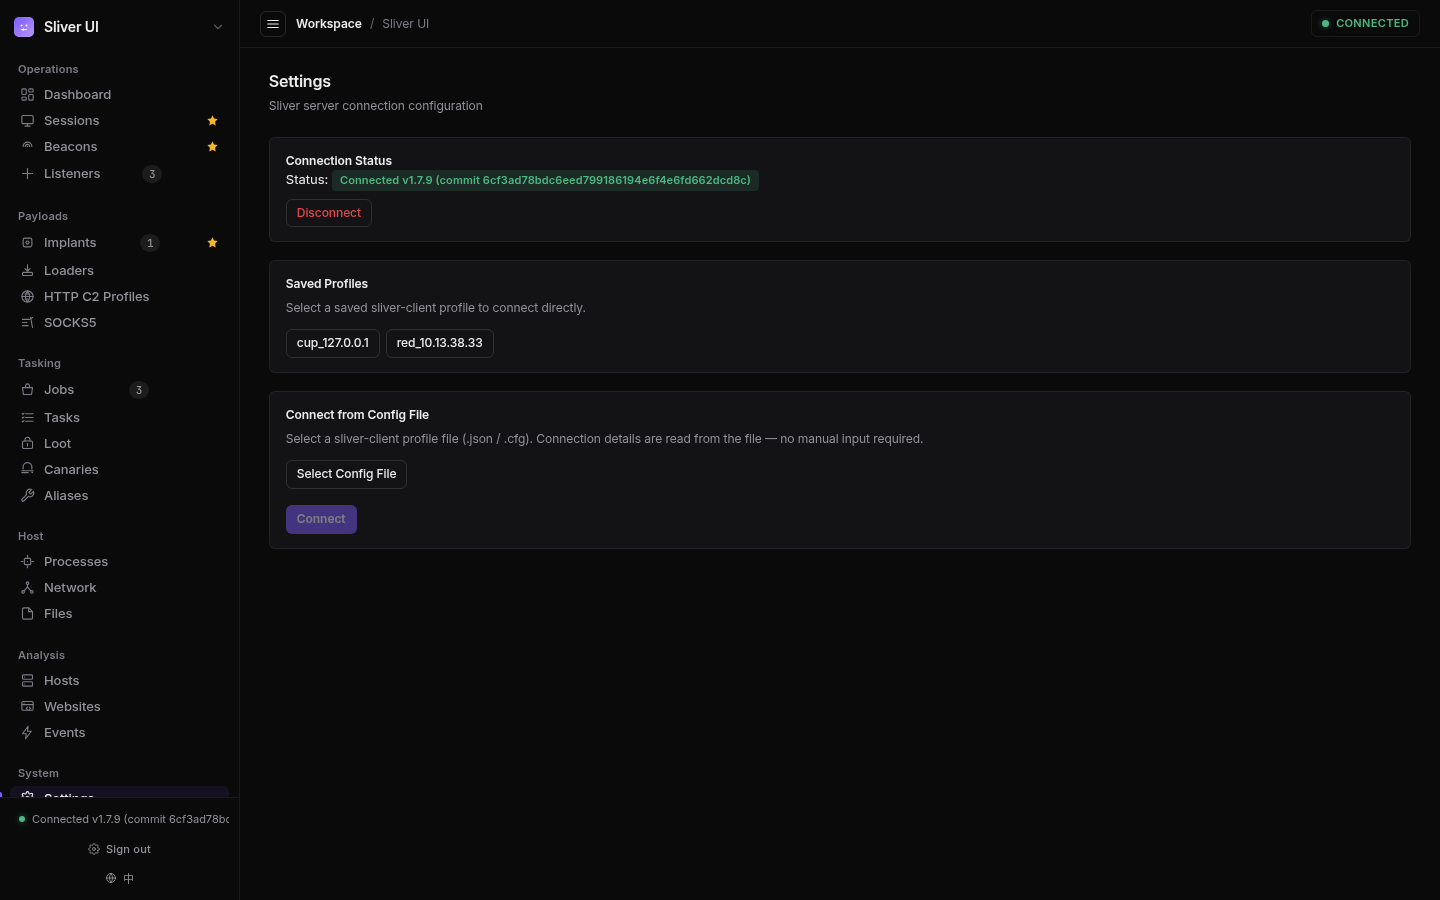 Sliver UI
Operations
Dashboard
Sessions
Beacons
Listeners 3
Payloads
Implants 1
Loaders
HTTP C2 Profiles
SOCKS5
Tasking
Jobs 3
Tasks
Loot
Canaries
Aliases
Host
Processes
Network
Files
Analysis
Hosts
Websites
Events
System
Settings
Connected v1.7.9 (commit 6cf3ad78bc
Sign out
中
Workspace / Sliver UI
CONNECTED
Settings
Sliver server connection configuration
Connection Status
Status: Connected v1.7.9 (commit 6cf3ad78bdc6eed799186194e6f4e6fd662dcd8c)
Disconnect
Saved Profiles
Select a saved sliver-client profile to connect directly.
cup_127.0.0.1 red_10.13.38.33
Connect from Config File
Select a sliver-client profile file (.json / .cfg). Connection details are read from the file — no manual input required.
Select Config File
Connect